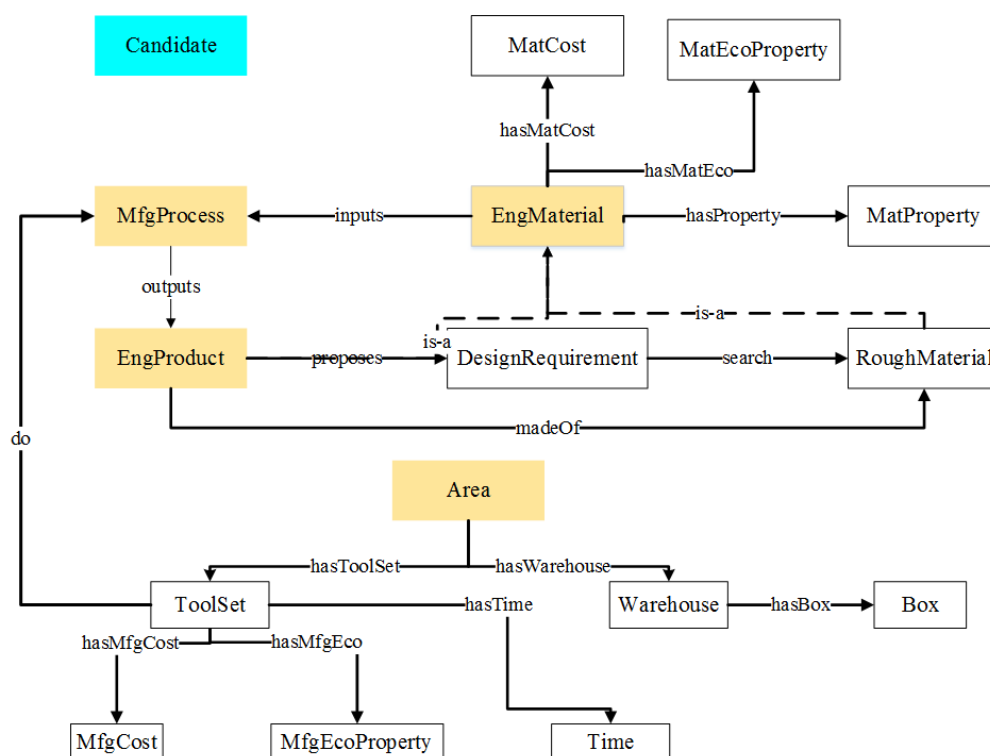 Candidate
MatCost
MatEcoProperty
hasMatCost
hasMatEco
MfgProcess
inputs
EngMaterial
hasProperty
MatProperty
outputs
is-a
is-a
EngProduct
proposes
DesignRequirement
search
RoughMaterial
madeOf
do
Area
hasToolSet
hasWarehouse
ToolSet
hasTime
Warehouse
hasBox
Box
hasMfgCost
hasMfgEco
MfgCost
MfgEcoProperty
Time